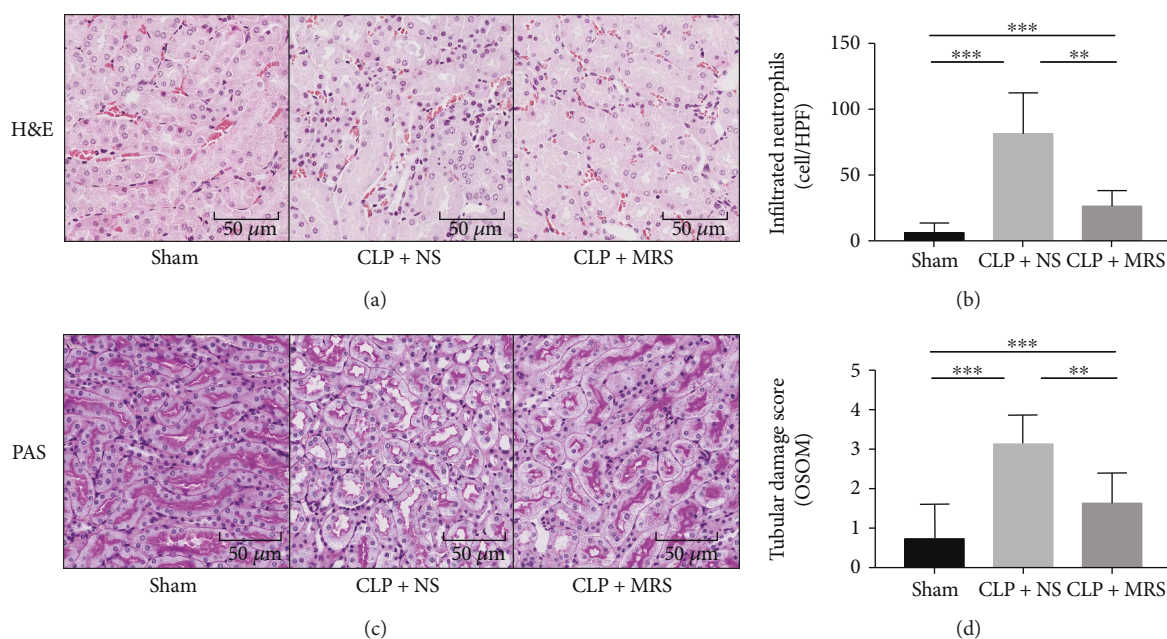 H&E
50 μm
50 μm
50 μm
Sham
CLP + NS
CLP + MRS
(a)
Infiltrated neutrophils
(cell/HPF)
150
100
50
0
***
***
**
Sham
CLP + NS
CLP + MRS
(b)
PAS
50 μm
50 μm
50 μm
Sham
CLP + NS
CLP + MRS
(c)
Tubular damage score
(OSOM)
5
4
3
2
1
0
***
***
**
Sham
CLP + NS
CLP + MRS
(d)